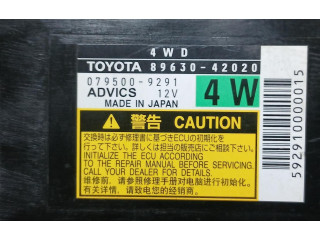 4WD
TOYOTA 89630-42020
079500-9291
ADVICS 12V
MADE IN JAPAN
4W
警告 CAUTION
交換時は必ず修理書に基づきECUの初期化を
行って下さい。詳しくは担当の販売店にご相談下さい。
INITIALIZE THE ECU ACCORDING
TO THE REPAIR MANUAL BEFORE SERVICING.
CALL YOUR DEALER FOR DETAILS.
维修前,请参照修理手册对电脑进行初始化。
有关详情,请致电您的经销店。
592910000015